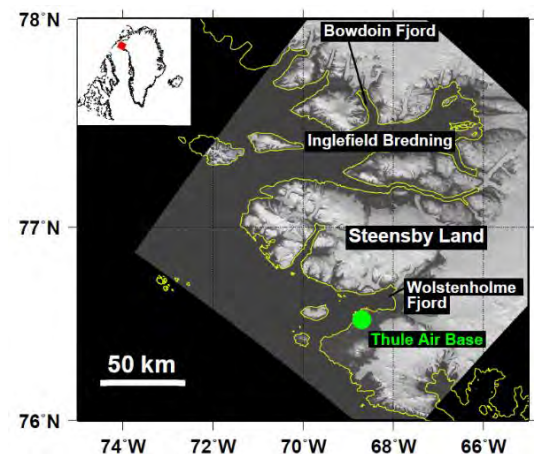 Bowdoin Fjord
Inglefield Bredning
77˚N
Steensby Land
Wolstenholme
Fjord
Thule Air Base
50 km
76˚N
78˚N
74˚W
72˚W
70˚W
68˚W
66˚W